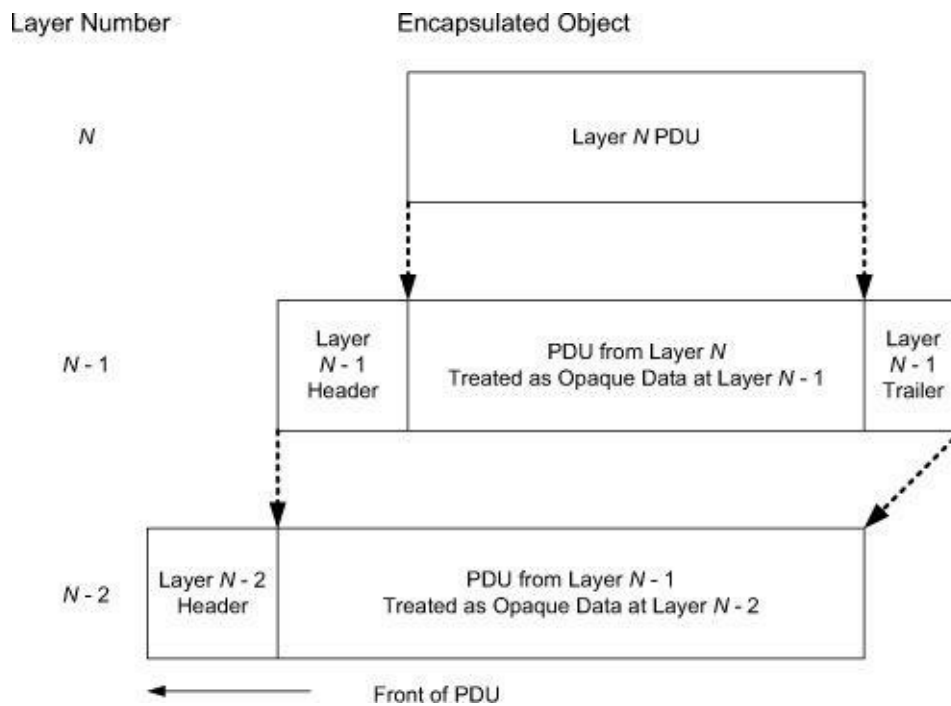 Layer Number
Encapsulated Object
N
Layer N PDU
N - 1
Layer
N - 1
Header
PDU from Layer N
Treated as Opaque Data at Layer N - 1
Layer
N - 1
Trailer
N - 2
Layer N - 2
Header
PDU from Layer N - 1
Treated as Opaque Data at Layer N - 2
Front of PDU